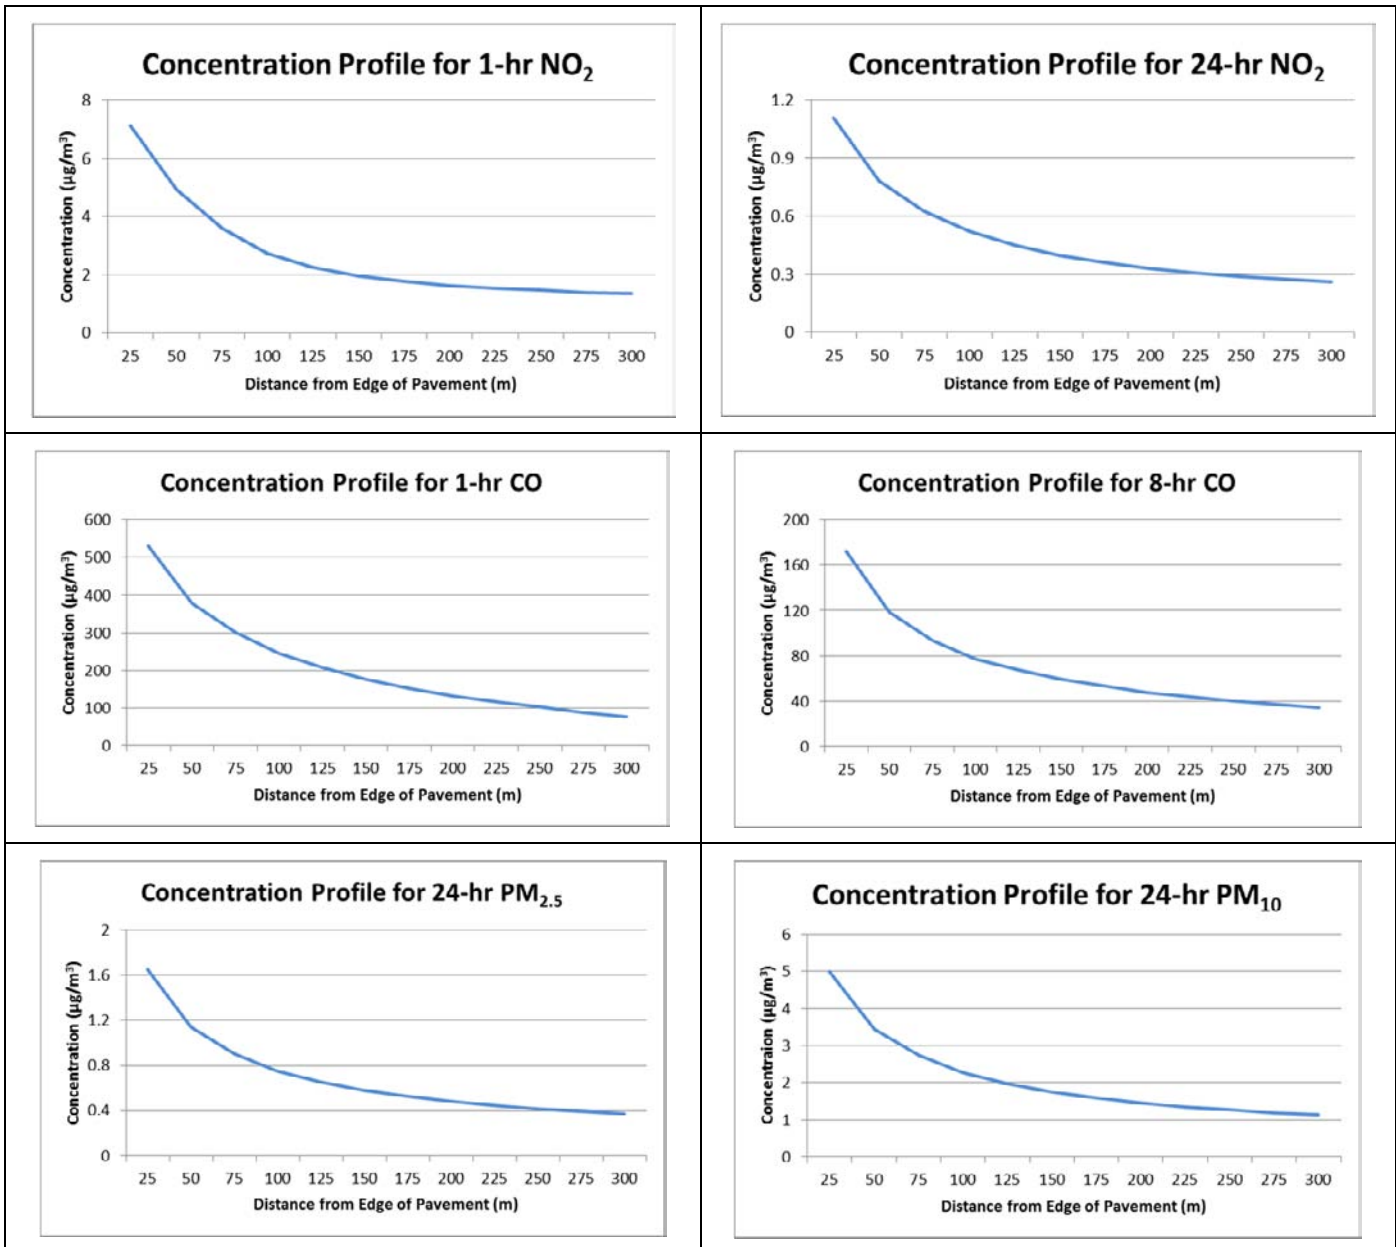 Concentration Profile for 1-hr NO₂
Concentration (µg/m³)
8
6
4
2
0
25 50 75 100 125 150 175 200 225 250 275 300
Distance from Edge of Pavement (m)
Concentration Profile for 24-hr NO₂
Concentration (µg/m³)
1.2
0.9
0.6
0.3
0
25 50 75 100 125 150 175 200 225 250 275 300
Distance from Edge of Pavement (m)
Concentration Profile for 1-hr CO
Concentration (µg/m³)
600
500
400
300
200
100
0
25 50 75 100 125 150 175 200 225 250 275 300
Distance from Edge of Pavement (m)
Concentration Profile for 8-hr CO
Concentration (µg/m³)
200
160
120
80
40
0
25 50 75 100 125 150 175 200 225 250 275 300
Distance from Edge of Pavement (m)
Concentration Profile for 24-hr PM₂.₅
Concentration (µg/m³)
2
1.6
1.2
0.8
0.4
0
25 50 75 100 125 150 175 200 225 250 275 300
Distance from Edge of Pavement (m)
Concentration Profile for 24-hr PM₁₀
Concentraion (µg/m³)
6
5
4
3
2
1
0
25 50 75 100 125 150 175 200 225 250 275 300
Distance from Edge of Pavement (m)